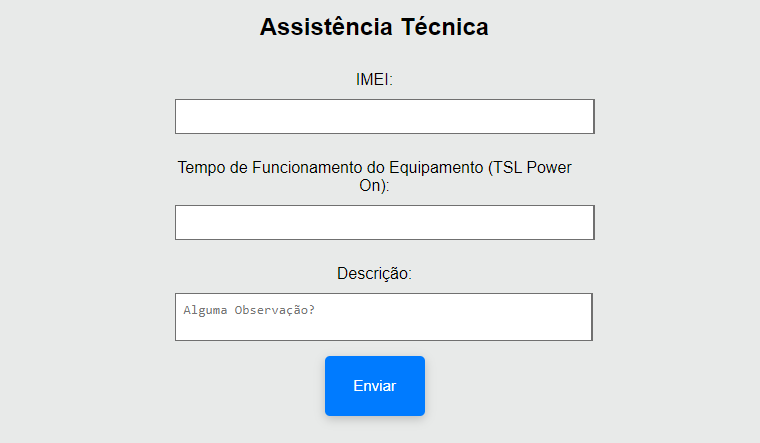 Assistência Técnica
IMEI:
Tempo de Funcionamento do Equipamento (TSL Power
On):
Descrição:
Alguma Observação?
Enviar